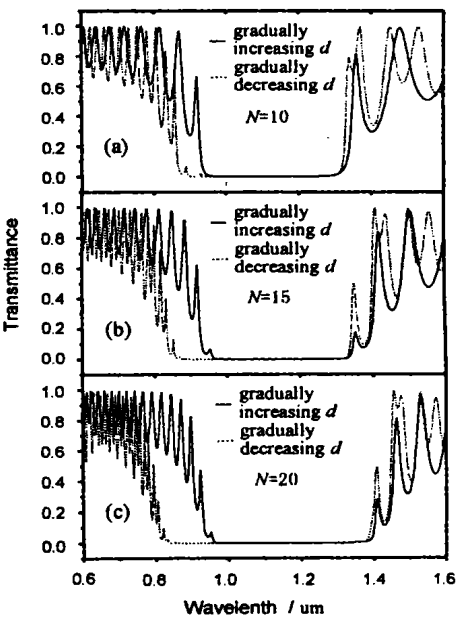 1.0
0.8
0.6
0.4
0.2
0.0
gradually
increasing d
gradually
decreasing d
N=10
(a)
1.0
0.8
0.6
0.4
0.2
0.0
gradually
increasing d
gradually
decreasing d
N=15
(b)
Transmittance
1.0
0.8
0.6
0.4
0.2
0.0
gradually
increasing d
gradually
decreasing d
N=20
(c)
0.6 0.8 1.0 1.2 1.4 1.6
Wavelenth / um